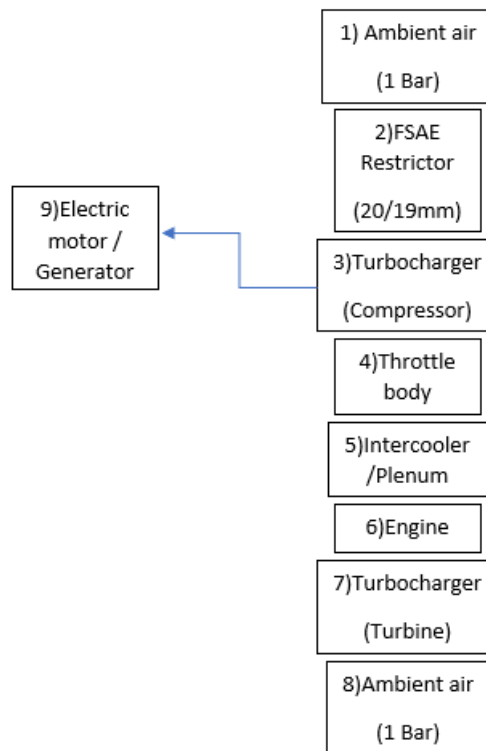 1) Ambient air
(1 Bar)
2)FSAE
Restrictor
(20/19mm)
9)Electric
motor /
Generator
3)Turbocharger
(Compressor)
4)Throttle
body
5)Intercooler
/Plenum
6)Engine
7)Turbocharger
(Turbine)
8)Ambient air
(1 Bar)